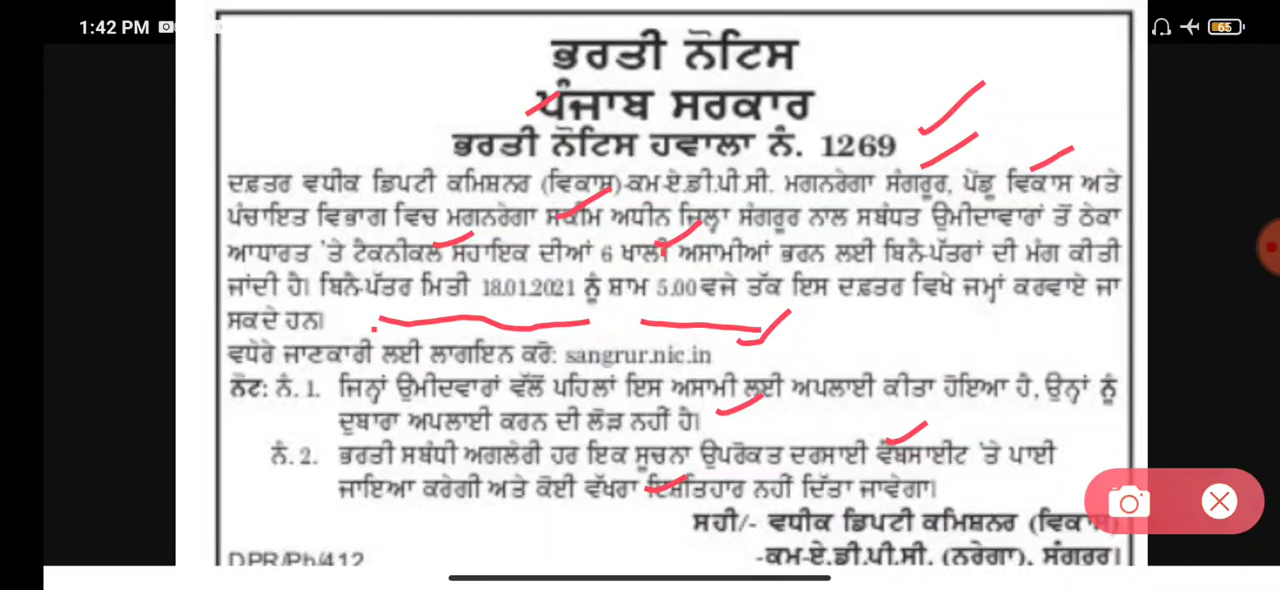 1:42 PM
65
ਭਰਤੀ ਨੋਟਿਸ
ਪੰਜਾਬ ਸਰਕਾਰ
ਭਰਤੀ ਨੋਟਿਸ ਹਵਾਲਾ ਨੰ. 1269
ਦਫ਼ਤਰ ਵਧੀਕ ਡਿਪਟੀ ਕਮਿਸ਼ਨਰ (ਵਿਕਾਸ)-ਕਮ-ਏ.ਡੀ.ਪੀ.ਸੀ. ਮਗਨਰੇਗਾ ਸੰਗਰੂਰ, ਪੇਂਡੂ ਵਿਕਾਸ ਅਤੇ
ਪੰਚਾਇਤ ਵਿਭਾਗ ਵਿਚ ਮਗਨਰੇਗਾ ਸਕੀਮ ਅਧੀਨ ਜ਼ਿਲ੍ਹਾ ਸੰਗਰੂਰ ਨਾਲ ਸਬੰਧਤ ਉਮੀਦਾਵਾਰਾਂ ਤੋਂ ਠੇਕਾ
ਆਧਾਰਤ 'ਤੇ ਟੈਕਨੀਕਲ ਸਹਾਇਕ ਦੀਆਂ 6 ਖਾਲੀ ਅਸਾਮੀਆਂ ਭਰਨ ਲਈ ਬਿਨੈ-ਪੱਤਰਾਂ ਦੀ ਮੰਗ ਕੀਤੀ
ਜਾਂਦੀ ਹੈ। ਬਿਨੈ-ਪੱਤਰ ਮਿਤੀ 18.01.2021 ਨੂੰ ਸ਼ਾਮ 5.00 ਵਜੇ ਤੱਕ ਇਸ ਦਫ਼ਤਰ ਵਿਖੇ ਜਮ੍ਹਾਂ ਕਰਵਾਏ ਜਾ
ਸਕਦੇ ਹਨ।
ਵਧੇਰੇ ਜਾਣਕਾਰੀ ਲਈ ਲਾਗਇਨ ਕਰੋ: sangrur.nic.in
ਨੋਟ: ਨੰ. 1. ਜਿਨ੍ਹਾਂ ਉਮੀਦਵਾਰਾਂ ਵੱਲੋਂ ਪਹਿਲਾਂ ਇਸ ਅਸਾਮੀ ਲਈ ਅਪਲਾਈ ਕੀਤਾ ਹੋਇਆ ਹੈ, ਉਨ੍ਹਾਂ ਨੂੰ
ਦੁਬਾਰਾ ਅਪਲਾਈ ਕਰਨ ਦੀ ਲੋੜ ਨਹੀਂ ਹੈ।
ਨੰ. 2. ਭਰਤੀ ਸਬੰਧੀ ਅਗਲੇਰੀ ਹਰ ਇਕ ਸੂਚਨਾ ਉਪਰੋਕਤ ਦਰਸਾਈ ਵੈੱਬਸਾਈਟ 'ਤੇ ਪਾਈ
ਜਾਇਆ ਕਰੇਗੀ ਅਤੇ ਕੋਈ ਵੱਖਰਾ ਇਸ਼ਤਿਹਾਰ ਨਹੀਂ ਦਿੱਤਾ ਜਾਵੇਗਾ।
ਸਹੀ/- ਵਧੀਕ ਡਿਪਟੀ ਕਮਿਸ਼ਨਰ (ਵਿਕਾਸ)
-ਕਮ-ਏ.ਡੀ.ਪੀ.ਸੀ. (ਨਰੇਗਾ), ਸੰਗਰੂਰ।
DPR/Pb/412